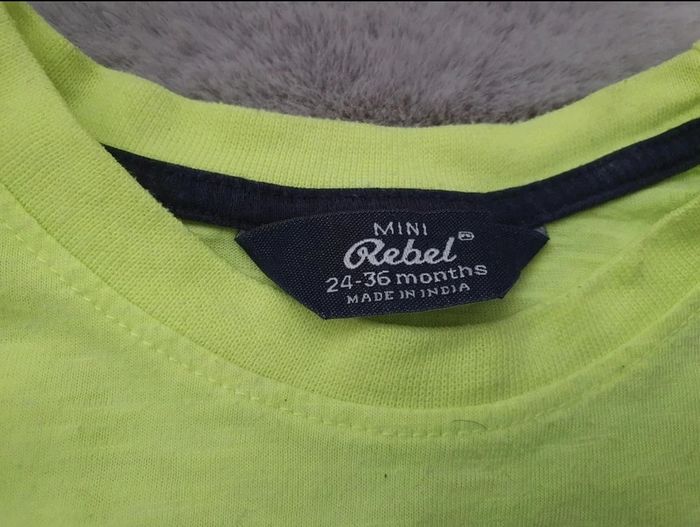 MINI
Rebel
24-36 months
MADE IN INDIA